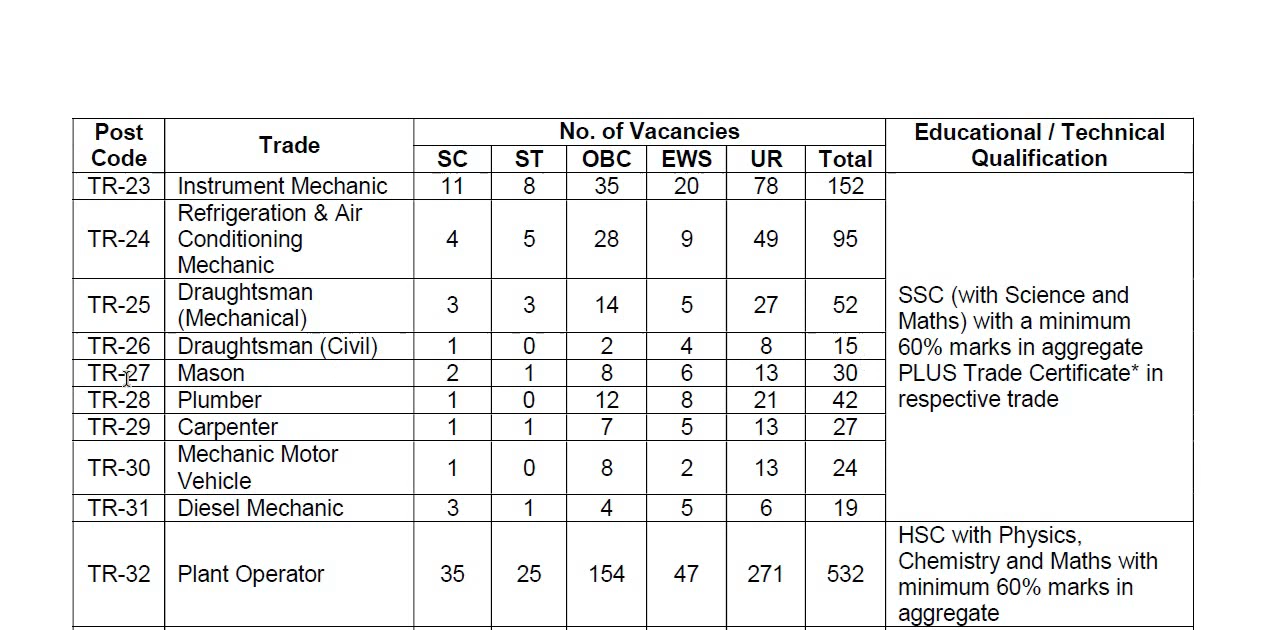 Post Code Trade No. of Vacancies Educational / Technical Qualification
SC ST OBC EWS UR Total
TR-23 Instrument Mechanic 11 8 35 20 78 152
TR-24 Refrigeration & Air Conditioning Mechanic 4 5 28 9 49 95
TR-25 Draughtsman (Mechanical) 3 3 14 5 27 52
TR-26 Draughtsman (Civil) 1 0 2 4 8 15
TR-27 Mason 2 1 8 6 13 30
TR-28 Plumber 1 0 12 8 21 42
TR-29 Carpenter 1 1 7 5 13 27
TR-30 Mechanic Motor Vehicle 1 0 8 2 13 24
TR-31 Diesel Mechanic 3 1 4 5 6 19
SSC (with Science and
Maths) with a minimum
60% marks in aggregate
PLUS Trade Certificate* in
respective trade
TR-32 Plant Operator 35 25 154 47 271 532
HSC with Physics,
Chemistry and Maths with
minimum 60% marks in
aggregate